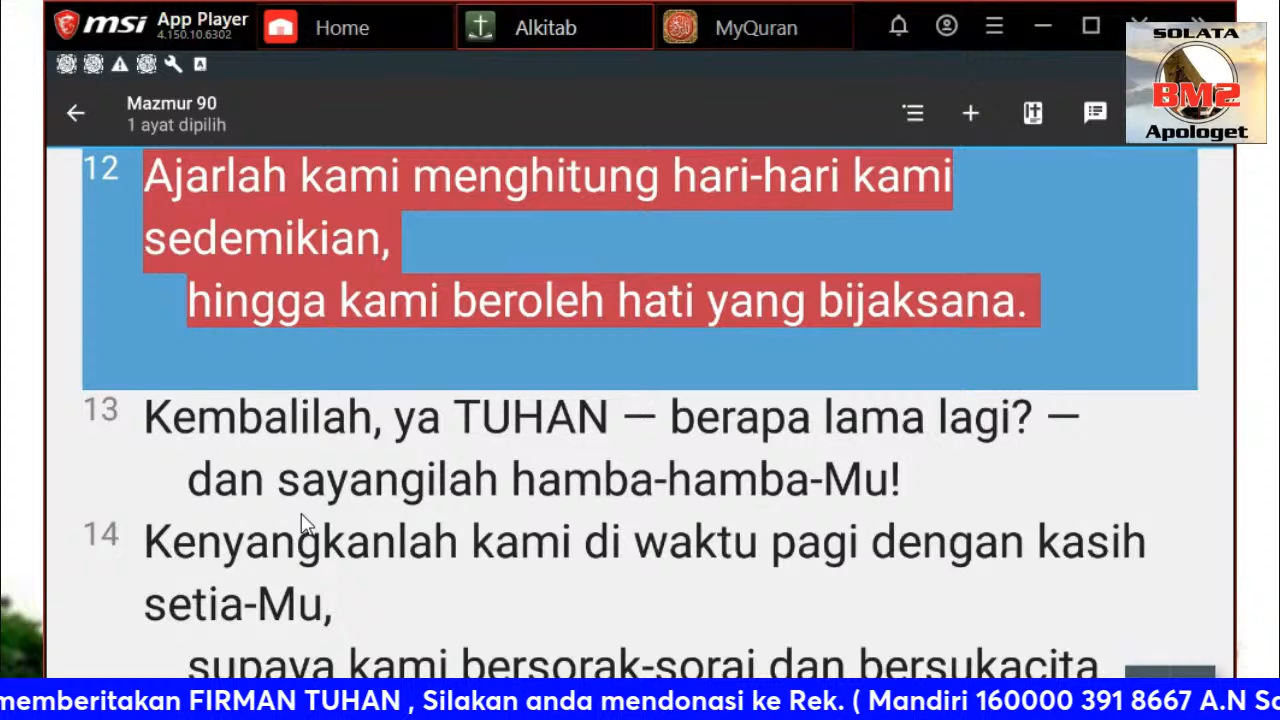 msi App Player
4.150.10.6302
Home
Alkitab
MyQuran
SOLATA
BM2
Apologet
Mazmur 90
1 ayat dipilih
12 Ajarlah kami menghitung hari-hari kami
sedemikian,
hingga kami beroleh hati yang bijaksana.
13 Kembalilah, ya TUHAN — berapa lama lagi? —
dan sayangilah hamba-hamba-Mu!
14 Kenyangkanlah kami di waktu pagi dengan kasih
setia-Mu,
supaya kami bersorak-sorai dan bersukacita
memberitakan FIRMAN TUHAN , Silakan anda mendonasi ke Rek. ( Mandiri 160000 391 8667 A.N